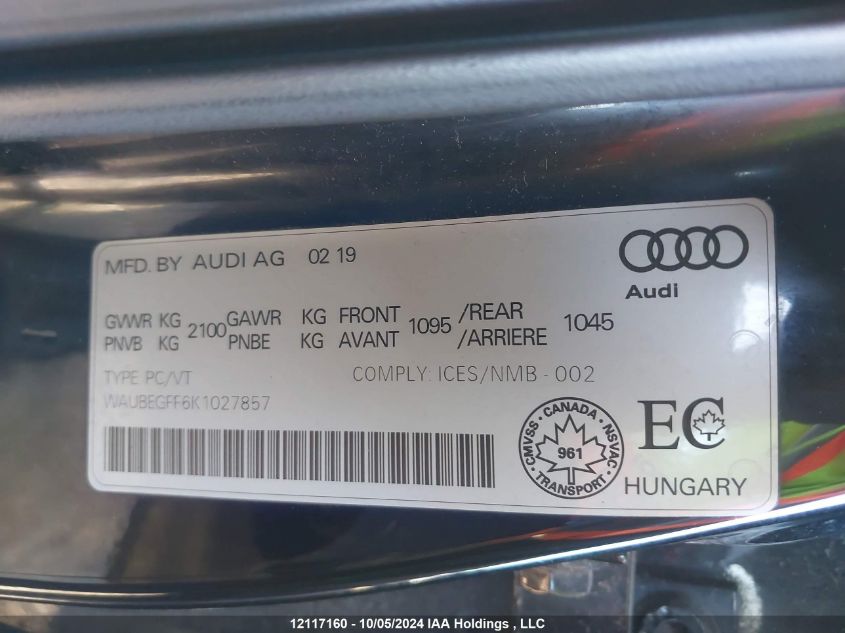 MFD. BY AUDI AG 02 19
Audi
GVWR KG 2100 GAWR KG FRONT 1095 /REAR 1045
PNVB KG PNBE KG AVANT /ARRIERE
TYPE PC/VT COMPLY: ICES/NMB - 002
WAUBEGFF6K1027857
CMVSS · CANADA · NSVAC
961
TRANSPORT
EC
HUNGARY
12117160 - 10/05/2024 IAA Holdings , LLC